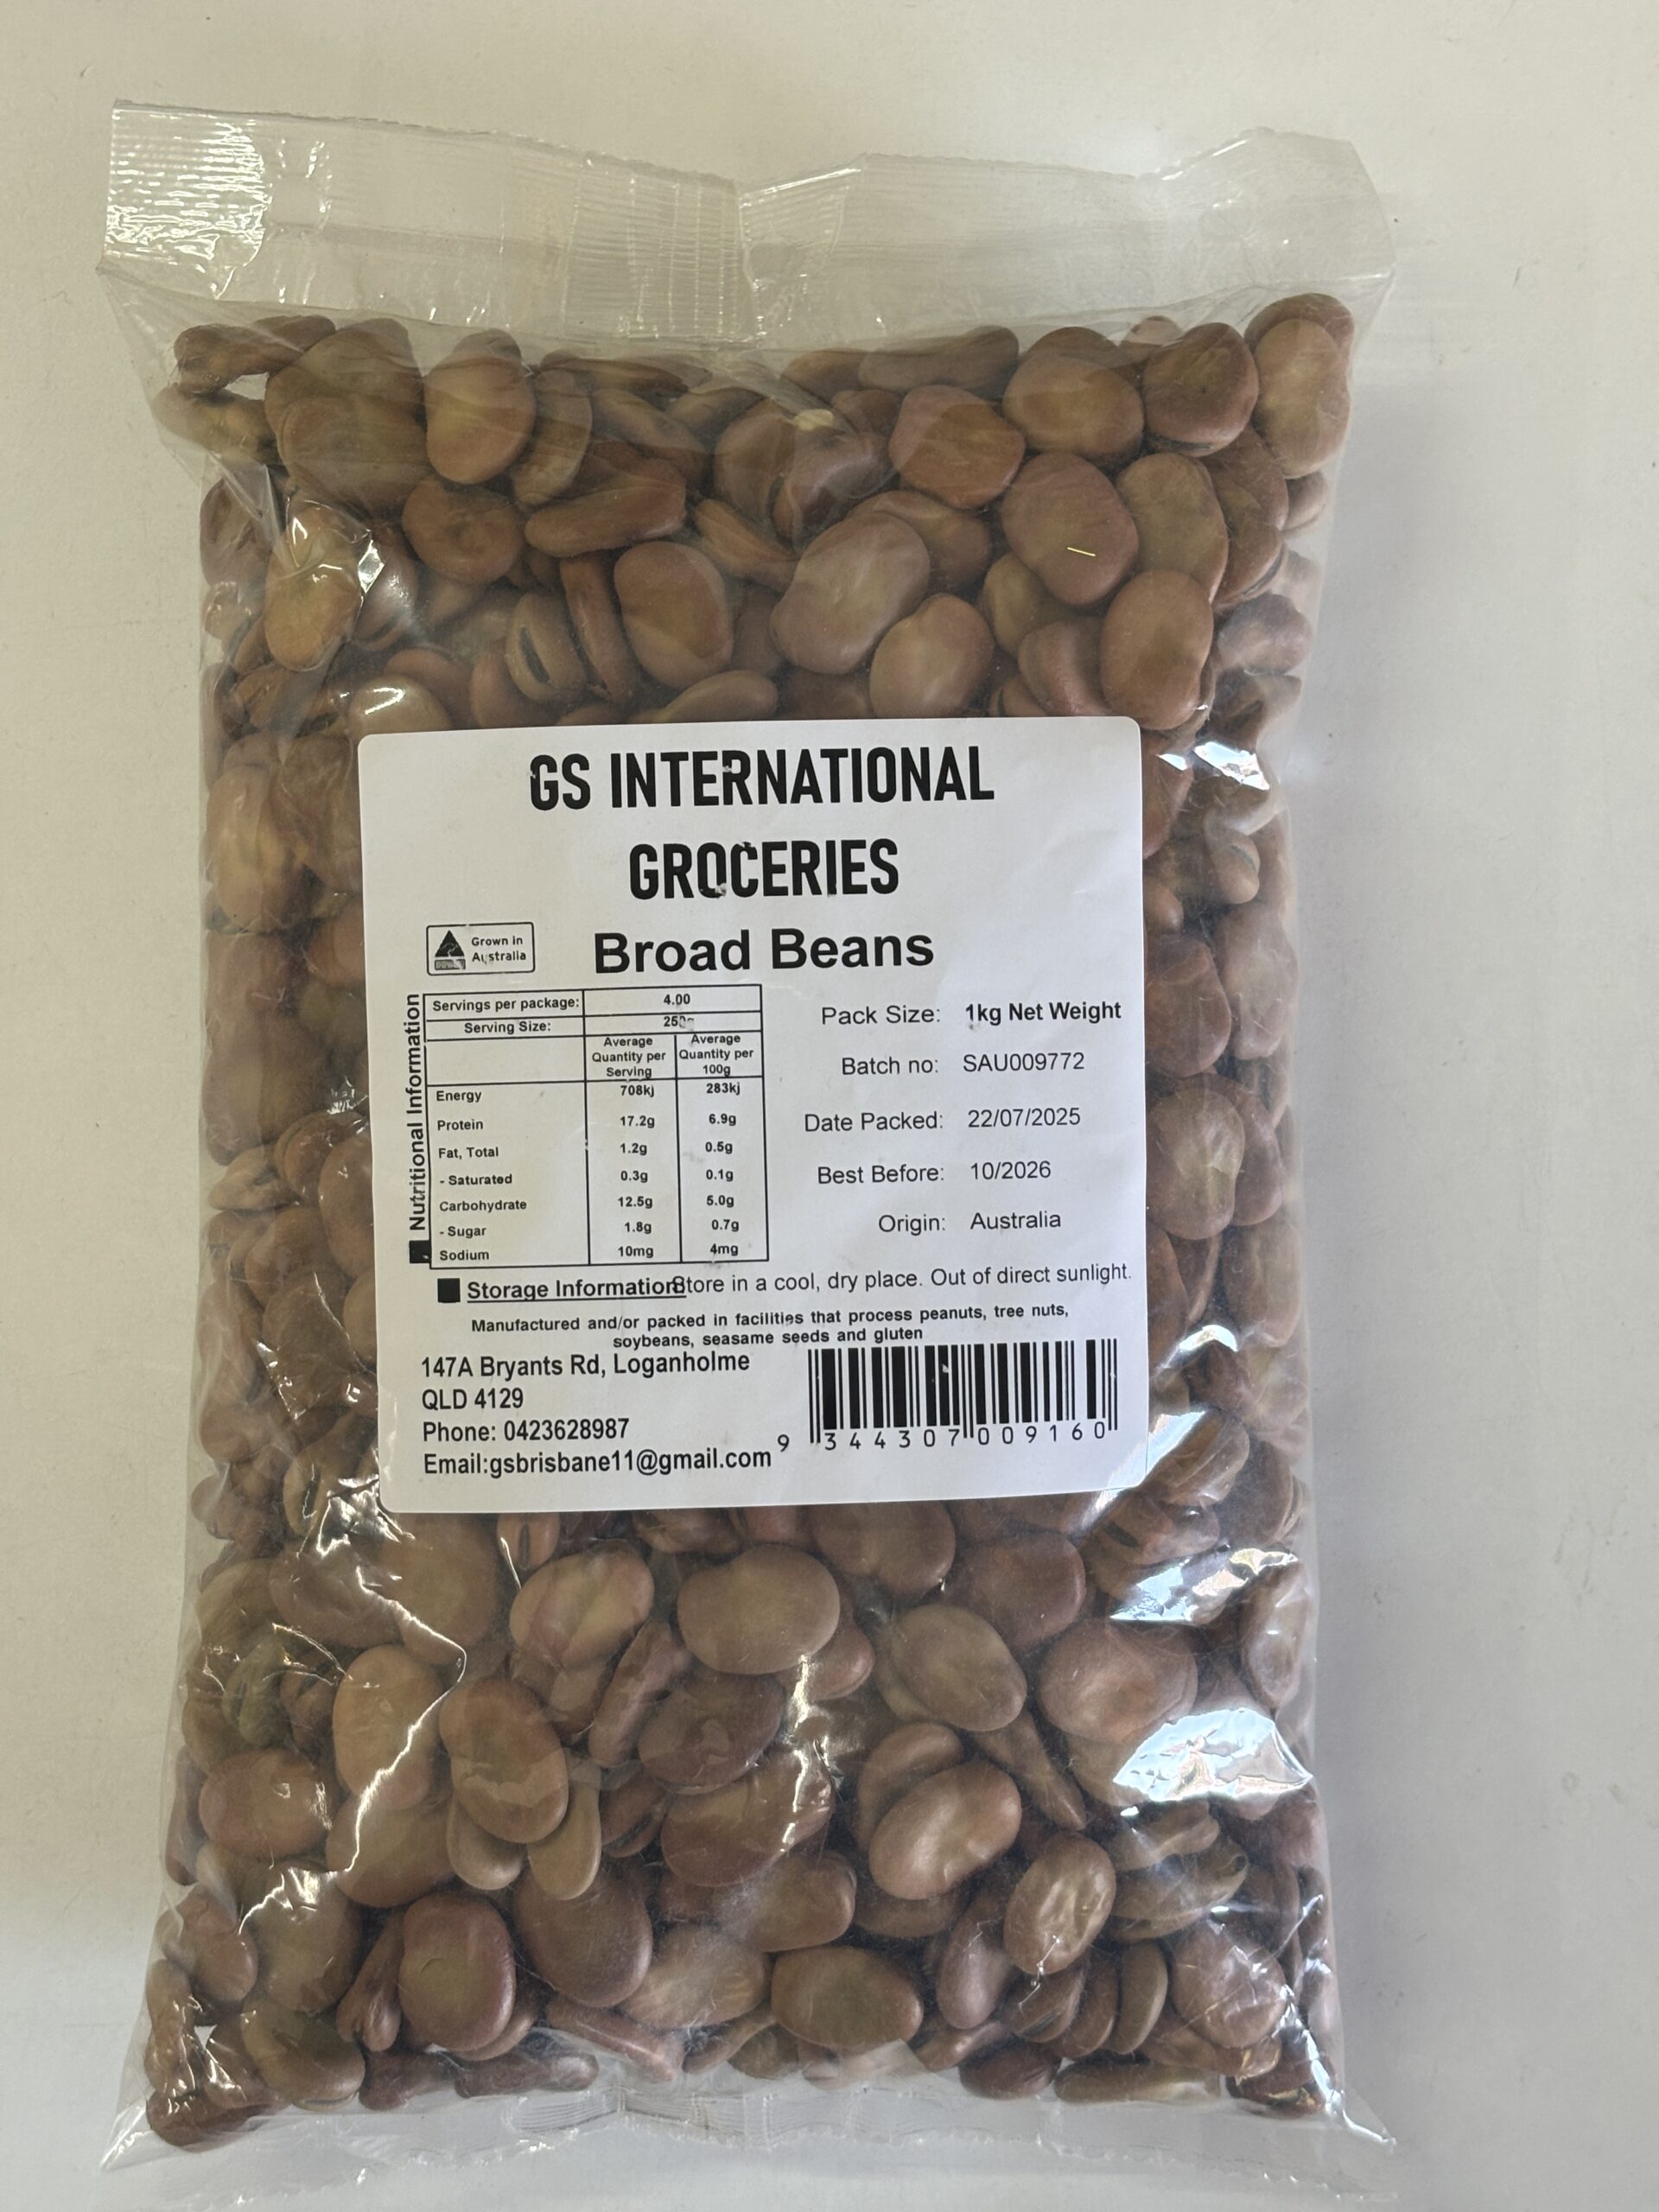 GS INTERNATIONAL
GROCERIES
Grown in
Australia
Broad Beans
Nutritional Information
Servings per package: 4.00
Serving Size:
Average Quantity per Serving Average Quantity per 100g
Energy 708kj 283kj
Protein 17.2g 6.9g
Fat, Total 1.2g 0.5g
- Saturated 0.3g 0.1g
Carbohydrate 12.5g 5.0g
- Sugar 1.8g 0.7g
Sodium 10mg 4mg
Pack Size: 1kg Net Weight
Batch no: SAU009772
Date Packed: 22/07/2025
Best Before: 10/2026
Origin: Australia
Storage Information Store in a cool, dry place. Out of direct sunlight.
Manufactured and/or packed in facilities that process peanuts, tree nuts,
soybeans, seasame seeds and gluten
147A Bryants Rd, Loganholme
QLD 4129
Phone: 0423628987
Email:gsbrisbane11@gmail.com
9 344307 009160